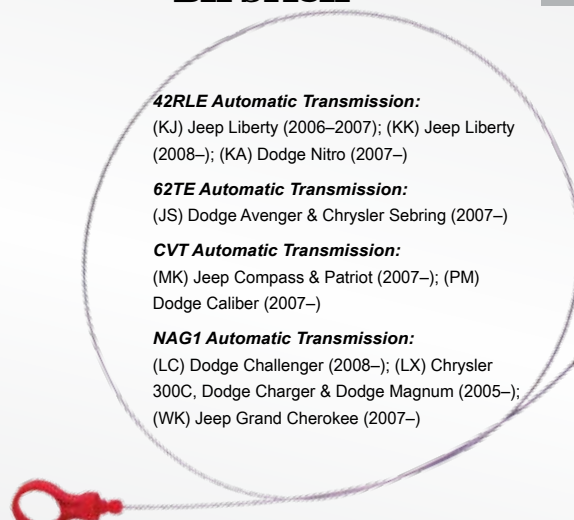 42RLE Automatic Transmission:
(KJ) Jeep Liberty (2006–2007); (KK) Jeep Liberty
(2008–); (KA) Dodge Nitro (2007–)
62TE Automatic Transmission:
(JS) Dodge Avenger & Chrysler Sebring (2007–)
CVT Automatic Transmission:
(MK) Jeep Compass & Patriot (2007–); (PM)
Dodge Caliber (2007–)
NAG1 Automatic Transmission:
(LC) Dodge Challenger (2008–); (LX) Chrysler
300C, Dodge Charger & Dodge Magnum (2005–);
(WK) Jeep Grand Cherokee (2007–)